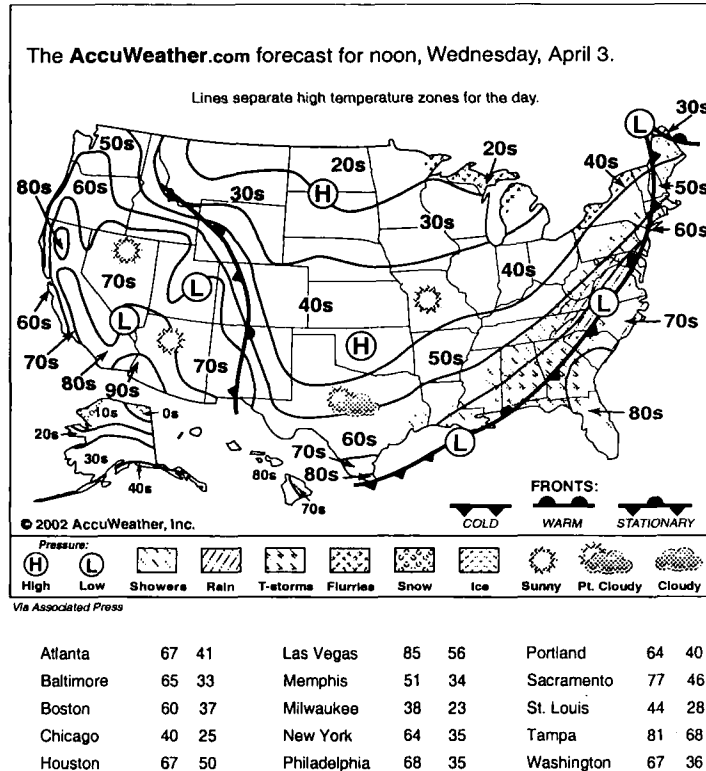 The AccuWeather.com forecast for noon, Wednesday, April 3.
Lines separate high temperature zones for the day.
L
30s
50s
20s
20s
40s
80s
60s
30s
H
50s
30s
60s
70s
L
40s
40s
L
60s
L
70s
H
70s
50s
70s
80s
90s
80s
-10s
0s
60s
L
20s
70s
30s
80s
80s
40s
70s
FRONTS:
© 2002 AccuWeather, Inc.
COLD WARM STATIONARY
Pressure:
H L
High Low Showers Rain T-storms Flurries Snow Ice Sunny Pt. Cloudy Cloudy
Via Associated Press
Atlanta 67 41 Las Vegas 85 56 Portland 64 40
Baltimore 65 33 Memphis 51 34 Sacramento 77 46
Boston 60 37 Milwaukee 38 23 St. Louis 44 28
Chicago 40 25 New York 64 35 Tampa 81 68
Houston 67 50 Philadelphia 68 35 Washington 67 36